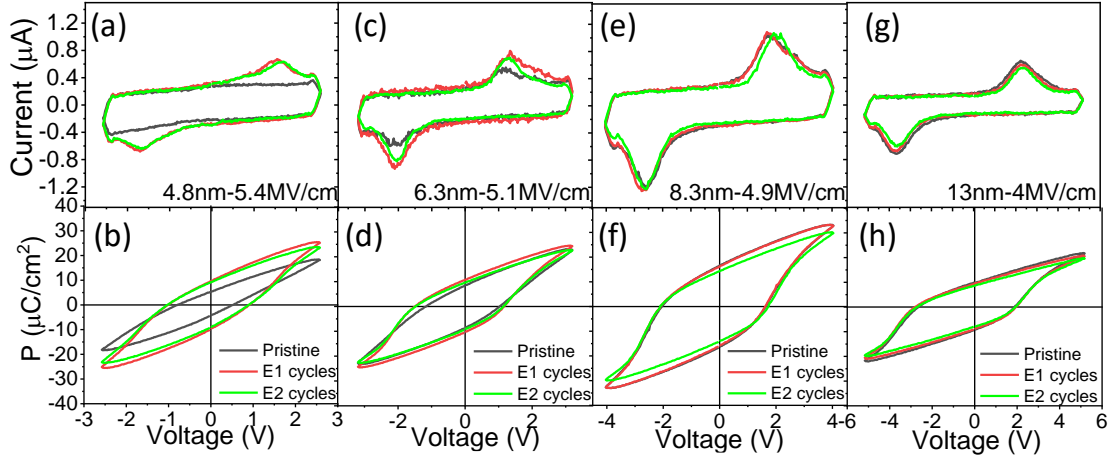 (a) (c) (e) (g)
Current (μA)
1.2
0.8
0.4
0.0
-0.4
-0.8
-1.2
4.8nm-5.4MV/cm 6.3nm-5.1MV/cm 8.3nm-4.9MV/cm 13nm-4MV/cm
(b) (d) (f) (h)
P (μC/cm²)
40
30
20
10
0
-10
-20
-30
-40
Pristine
E1 cycles
E2 cycles
Pristine
E1 cycles
E2 cycles
Pristine
E1 cycles
E2 cycles
Pristine
E1 cycles
E2 cycles
3 -2 -1 0 1 2 3 -2 0 2 -4 -2 0 2 4 -6 -4 -2 0 2 4 6
Voltage (V) Voltage (V) Voltage (V) Voltage (V)